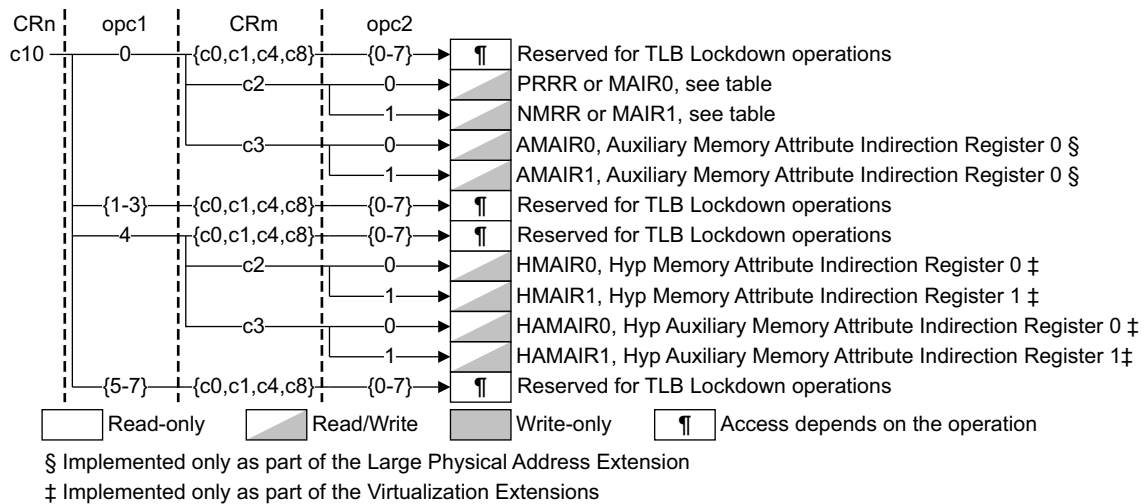 CRn opc1 CRm opc2
c10 0 {c0,c1,c4,c8} {0-7} ¶ Reserved for TLB Lockdown operations
c2 0 PRRR or MAIR0, see table
1 NMRR or MAIR1, see table
c3 0 AMAIR0, Auxiliary Memory Attribute Indirection Register 0 §
1 AMAIR1, Auxiliary Memory Attribute Indirection Register 0 §
{1-3} {c0,c1,c4,c8} {0-7} ¶ Reserved for TLB Lockdown operations
4 {c0,c1,c4,c8} {0-7} ¶ Reserved for TLB Lockdown operations
c2 0 HMAIR0, Hyp Memory Attribute Indirection Register 0 ‡
1 HMAIR1, Hyp Memory Attribute Indirection Register 1 ‡
c3 0 HAMAIR0, Hyp Auxiliary Memory Attribute Indirection Register 0 ‡
1 HAMAIR1, Hyp Auxiliary Memory Attribute Indirection Register 1‡
{5-7} {c0,c1,c4,c8} {0-7} ¶ Reserved for TLB Lockdown operations
Read-only Read/Write Write-only ¶ Access depends on the operation
§ Implemented only as part of the Large Physical Address Extension
‡ Implemented only as part of the Virtualization Extensions